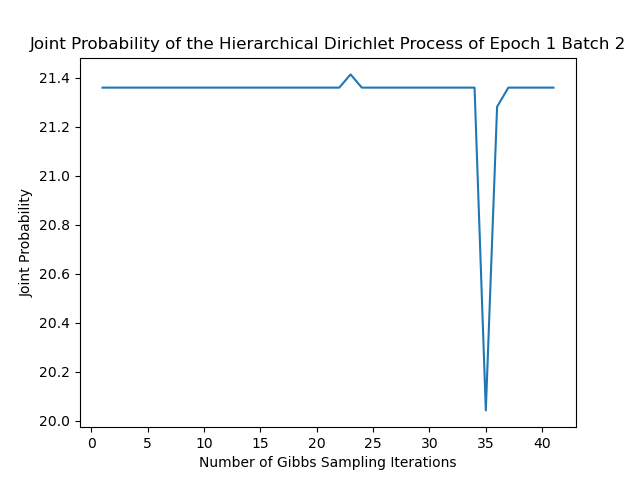 Joint Probability of the Hierarchical Dirichlet Process of Epoch 1 Batch 2
21.4
21.2
21.0
20.8
20.6
20.4
20.2
20.0
Joint Probability
0 5 10 15 20 25 30 35 40
Number of Gibbs Sampling Iterations